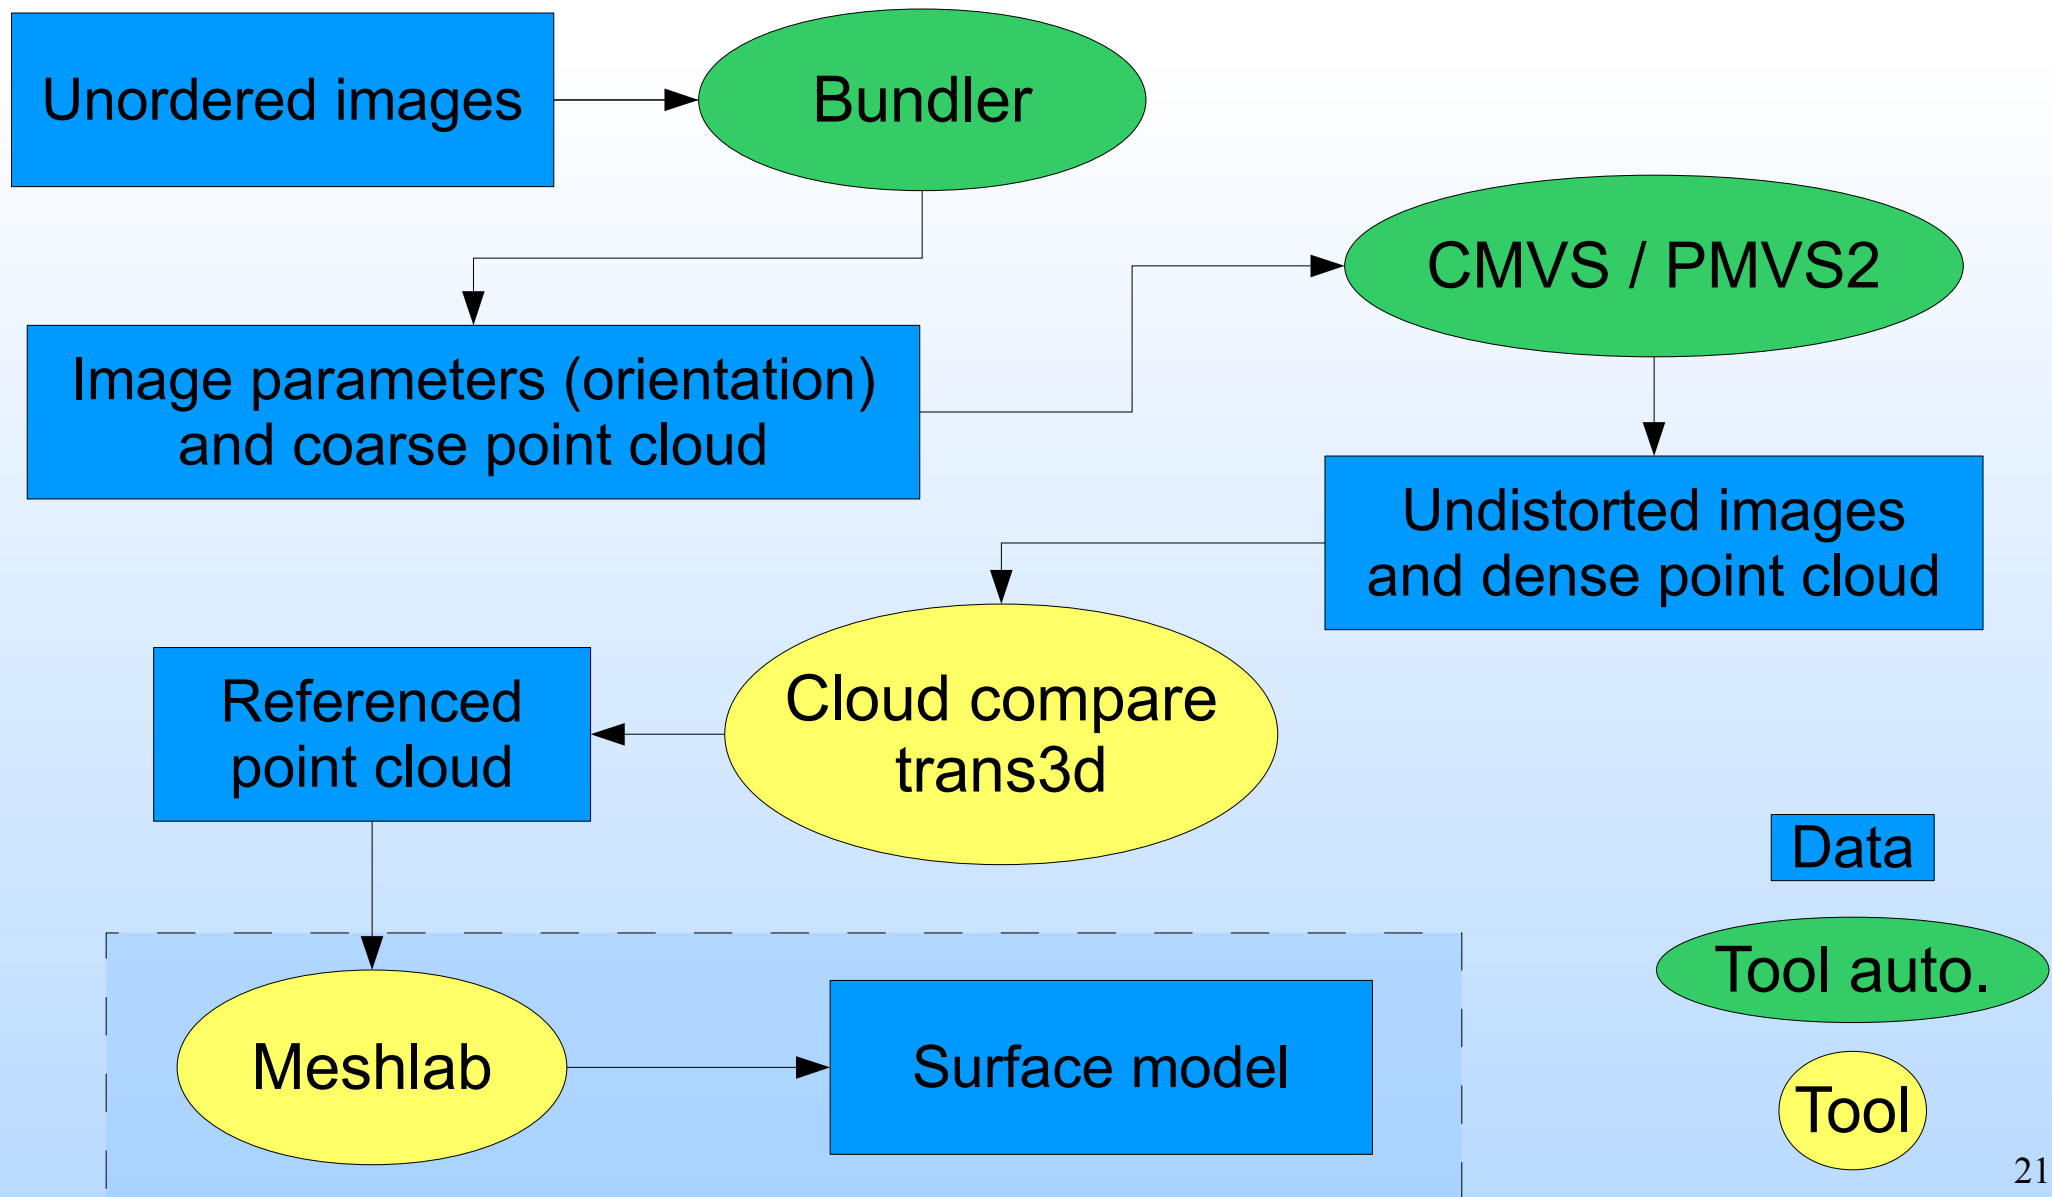 Unordered images
Bundler
CMVS / PMVS2
Image parameters (orientation)
and coarse point cloud
Undistorted images
and dense point cloud
Cloud compare
trans3d
Referenced
point cloud
Meshlab
Surface model
Data
Tool auto.
Tool
21